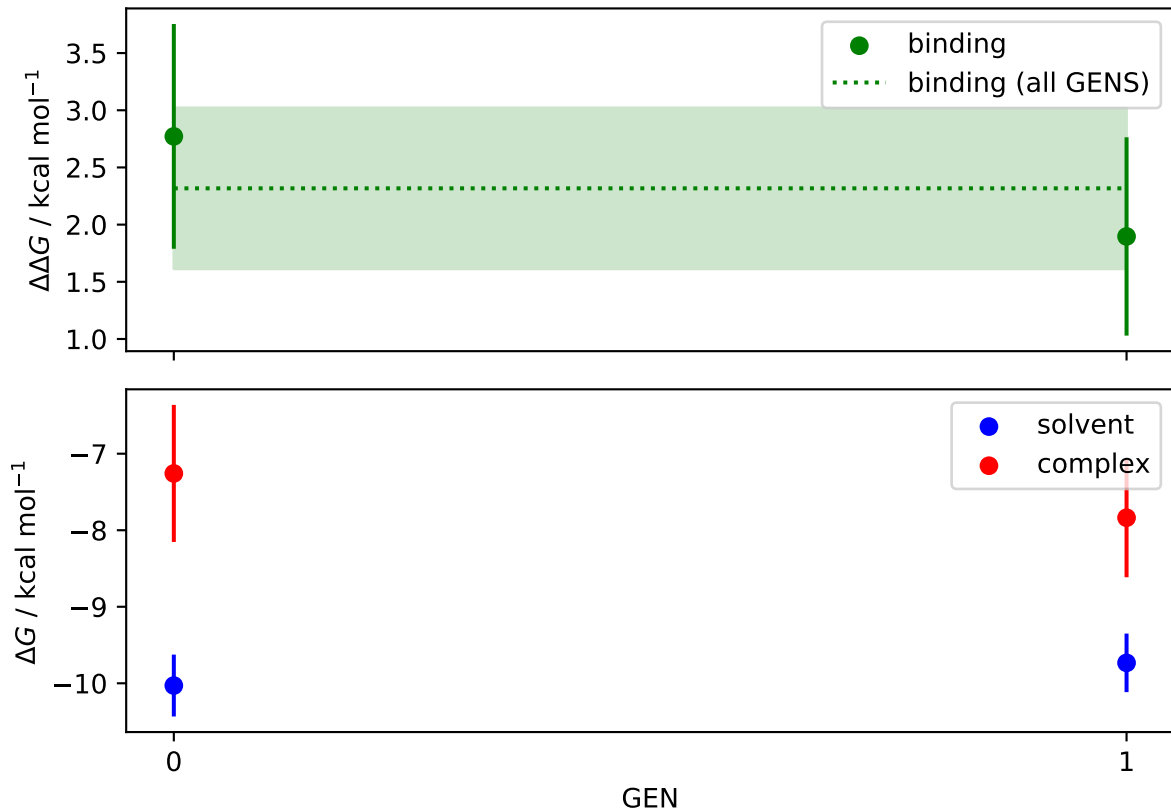 3.5
3.0
2.5
2.0
1.5
1.0
ΔΔG / kcal mol⁻¹
binding
binding (all GENS)
−7
−8
−9
−10
ΔG / kcal mol⁻¹
solvent
complex
0
1
GEN